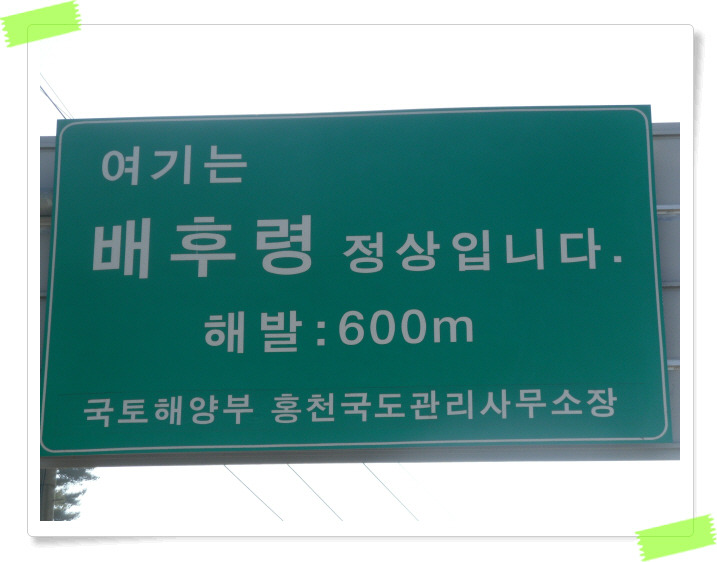 여기는
배후령 정상입니다.
해발:600m
국토해양부 홍천국도관리사무소장